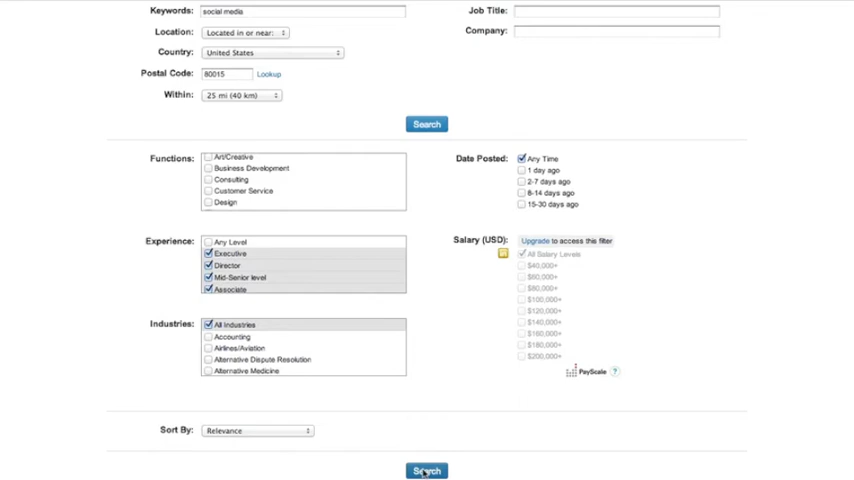 Keywords: social media Job Title:
Location: Located in or near: Company:
Country: United States
Postal Code: 80015 Lookup
Within: 25 mi (40 km)
Search
Functions: Art/Creative Date Posted: Any Time
Business Development 1 day ago
Consulting 2-7 days ago
Customer Service 8-14 days ago
Design 15-30 days ago
Experience: Any Level Salary (USD): Upgrade to access this filter
Executive in All Salary Levels
Director $40,000+
Mid-Senior level $60,000+
Associate $80,000+
$100,000+
$120,000+
Industries: All Industries $140,000+
Accounting $160,000+
Airlines/Aviation $180,000+
Alternative Dispute Resolution $200,000+
Alternative Medicine PayScale ?
Sort By: Relevance
Search